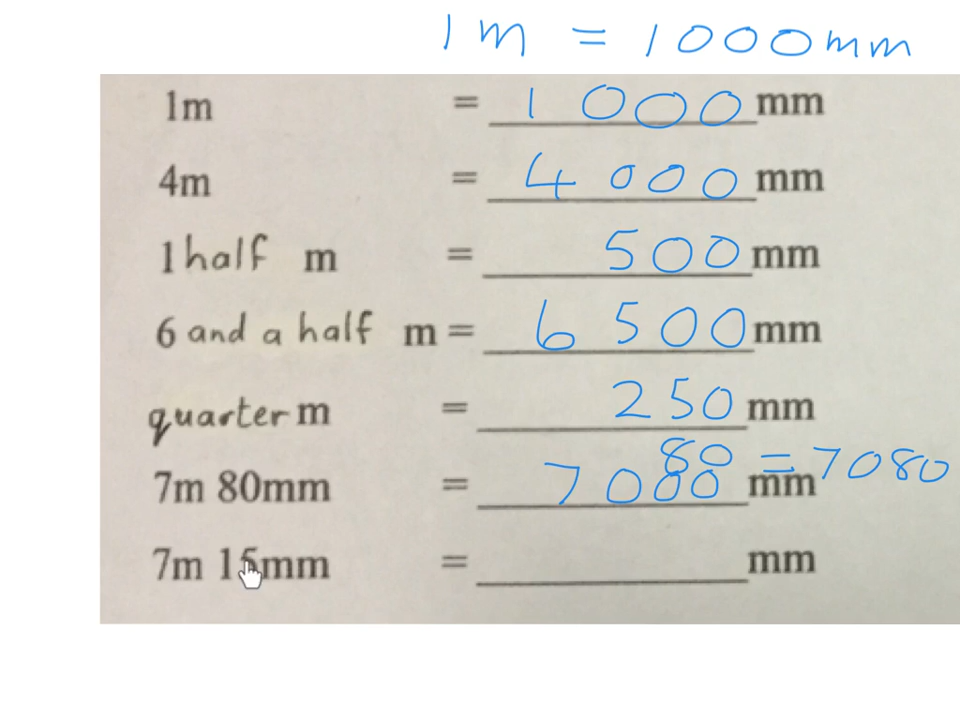 1m = 1000mm
1m = 1000 mm
4m = 4000 mm
1 half m = 500 mm
6 and a half m = 6500 mm
quarter m = 250 mm
80 = 7080
7m 80mm = 7000 mm
7m 15mm = mm